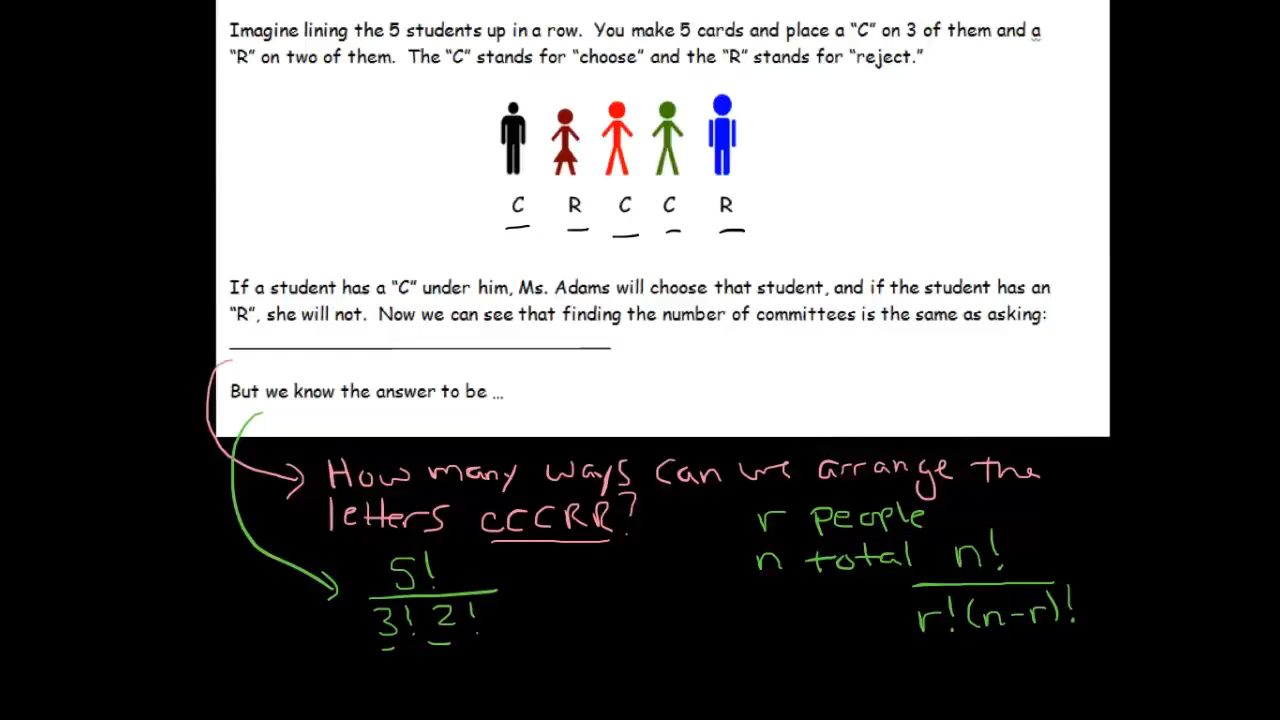 Imagine lining the 5 students up in a row. You make 5 cards and place a “C” on 3 of them and a
“R” on two of them. The “C” stands for “choose” and the “R” stands for “reject.”
C R C C R
If a student has a “C” under him, Ms. Adams will choose that student, and if the student has an
“R”, she will not. Now we can see that finding the number of committees is the same as asking:
But we know the answer to be …
How many ways can we arrange the
letters CCCRR?
r people
n total
n!
r!(n-r)!
5!
3! 2!